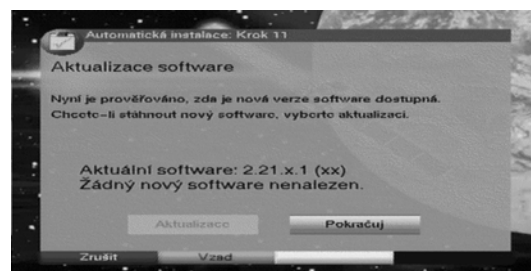 Automatická instalace: Krok 11
Aktualizace software
Nyní je prověřováno, zda je nová verze software dostupná.
Chcete-li stáhnout nový software, vyberte aktualizaci.
Aktuální software: 2.21.x.1 (xx)
Žádný nový software nenalezen.
Aktualizace
Pokračuj
Zrušit
Vzad